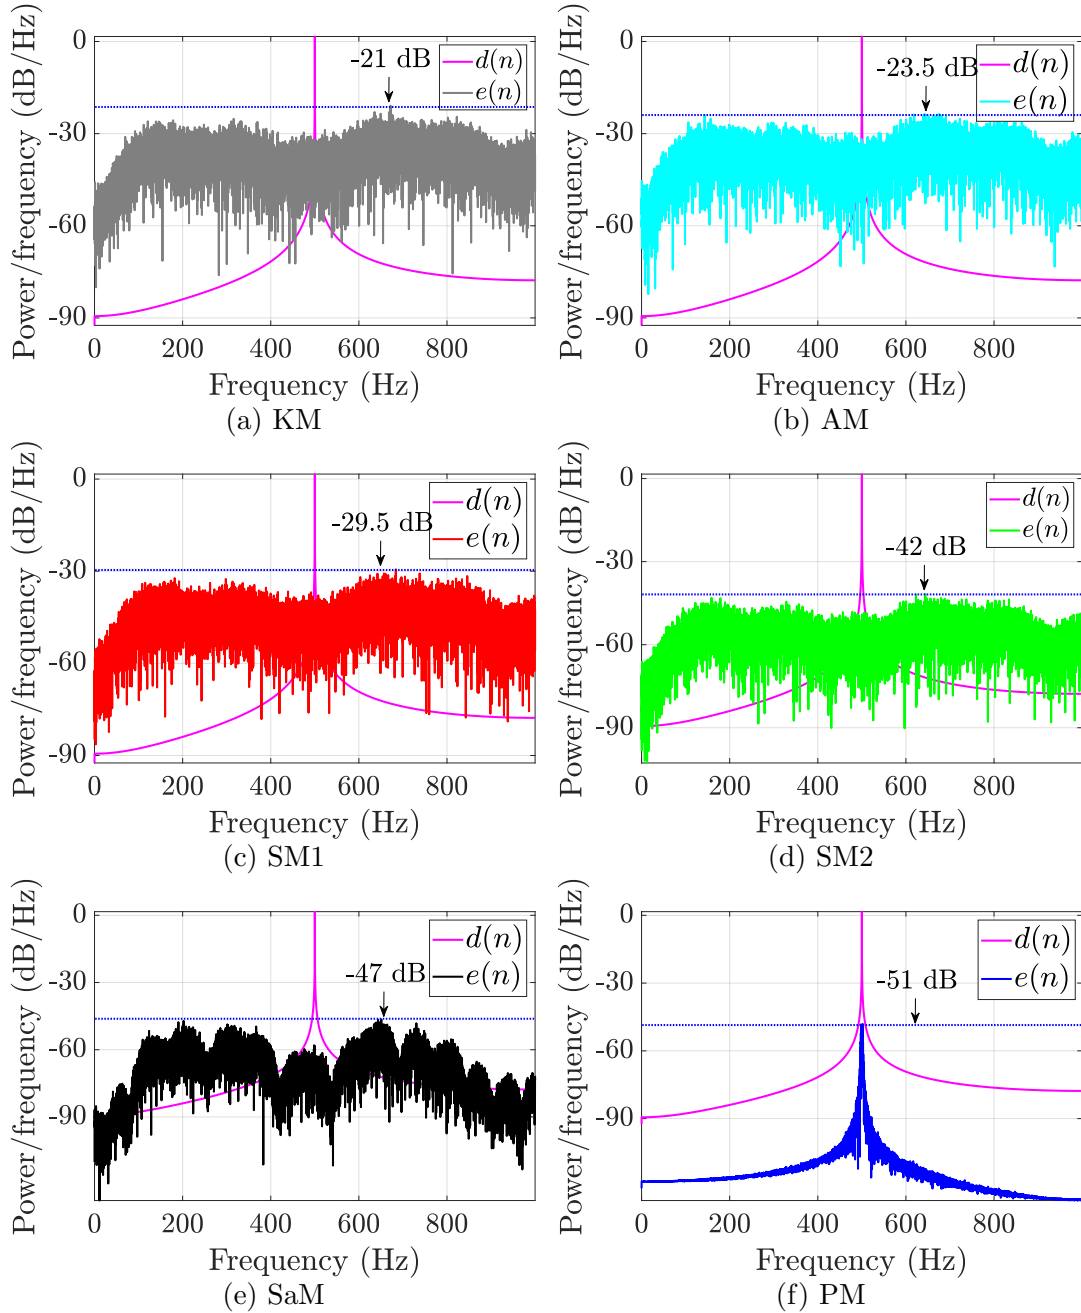 0
-30
-60
-90
Power/frequency (dB/Hz)
-21 dB
d(n)
e(n)
0 200 400 600 800
Frequency (Hz)
(a) KM
0
-30
-60
-90
Power/frequency (dB/Hz)
-23.5 dB
d(n)
e(n)
0 200 400 600 800
Frequency (Hz)
(b) AM
0
-30
-60
-90
Power/frequency (dB/Hz)
-29.5 dB
d(n)
e(n)
0 200 400 600 800
Frequency (Hz)
(c) SM1
0
-30
-60
-90
Power/frequency (dB/Hz)
-42 dB
d(n)
e(n)
0 200 400 600 800
Frequency (Hz)
(d) SM2
0
-30
-60
-90
Power/frequency (dB/Hz)
-47 dB
d(n)
e(n)
0 200 400 600 800
Frequency (Hz)
(e) SaM
0
-30
-60
-90
Power/frequency (dB/Hz)
-51 dB
d(n)
e(n)
0 200 400 600 800
Frequency (Hz)
(f) PM